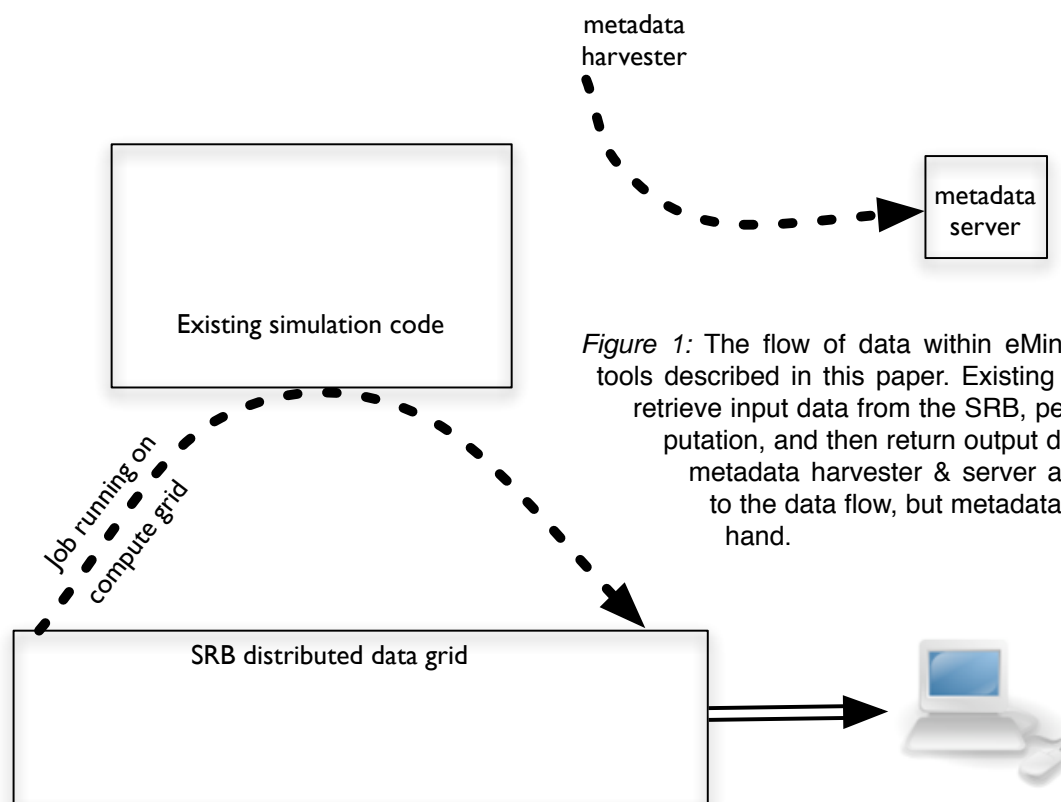 metadata
harvester
metadata
server
Existing simulation code
Figure 1: The flow of data within eMin
tools described in this paper. Existing
retrieve input data from the SRB, pe
putation, and then return output d
metadata harvester & server a
to the data flow, but metadata
hand.
Job running on
compute grid
SRB distributed data grid